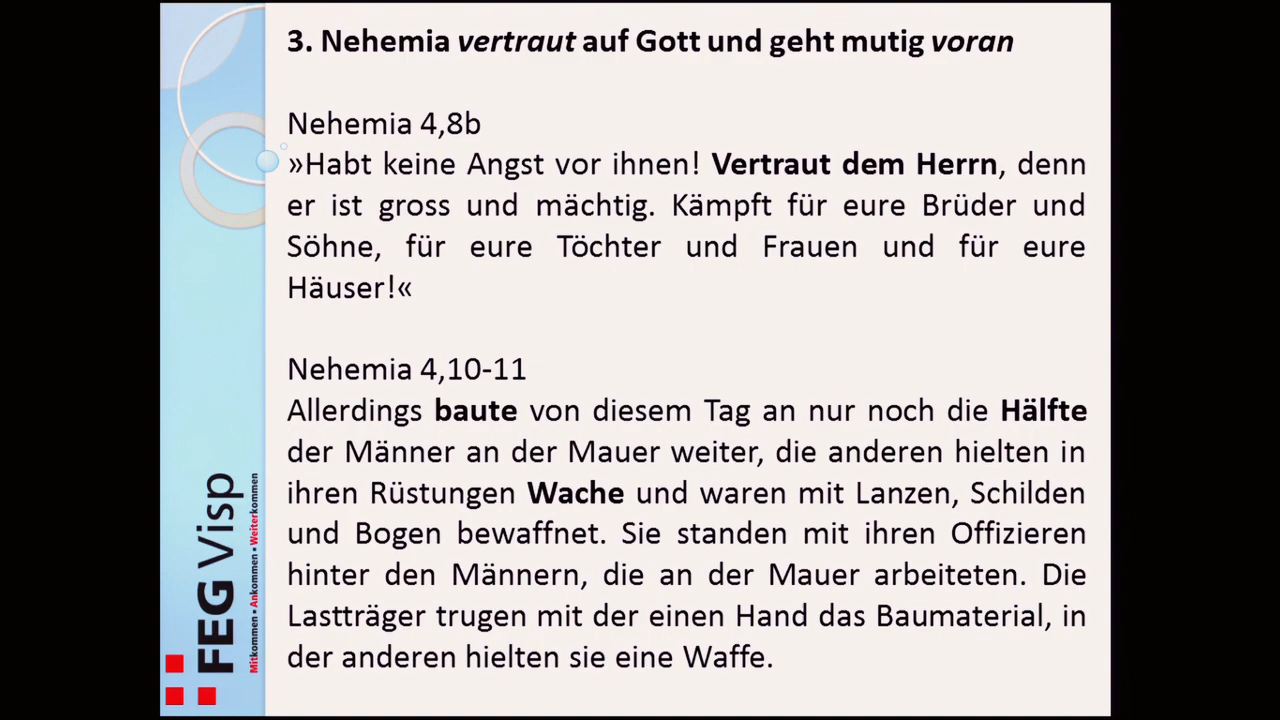 3. Nehemia vertraut auf Gott und geht mutig voran
Nehemia 4,8b
»Habt keine Angst vor ihnen! Vertraut dem Herrn, denn
er ist gross und mächtig. Kämpft für eure Brüder und
Söhne, für eure Töchter und Frauen und für eure
Häuser!«
Nehemia 4,10-11
Allerdings baute von diesem Tag an nur noch die Hälfte
der Männer an der Mauer weiter, die anderen hielten in
ihren Rüstungen Wache und waren mit Lanzen, Schilden
und Bogen bewaffnet. Sie standen mit ihren Offizieren
hinter den Männern, die an der Mauer arbeiteten. Die
Lastträger trugen mit der einen Hand das Baumaterial, in
der anderen hielten sie eine Waffe.
FEG Visp
Mitkommen • Ankommen • Weiterkommen